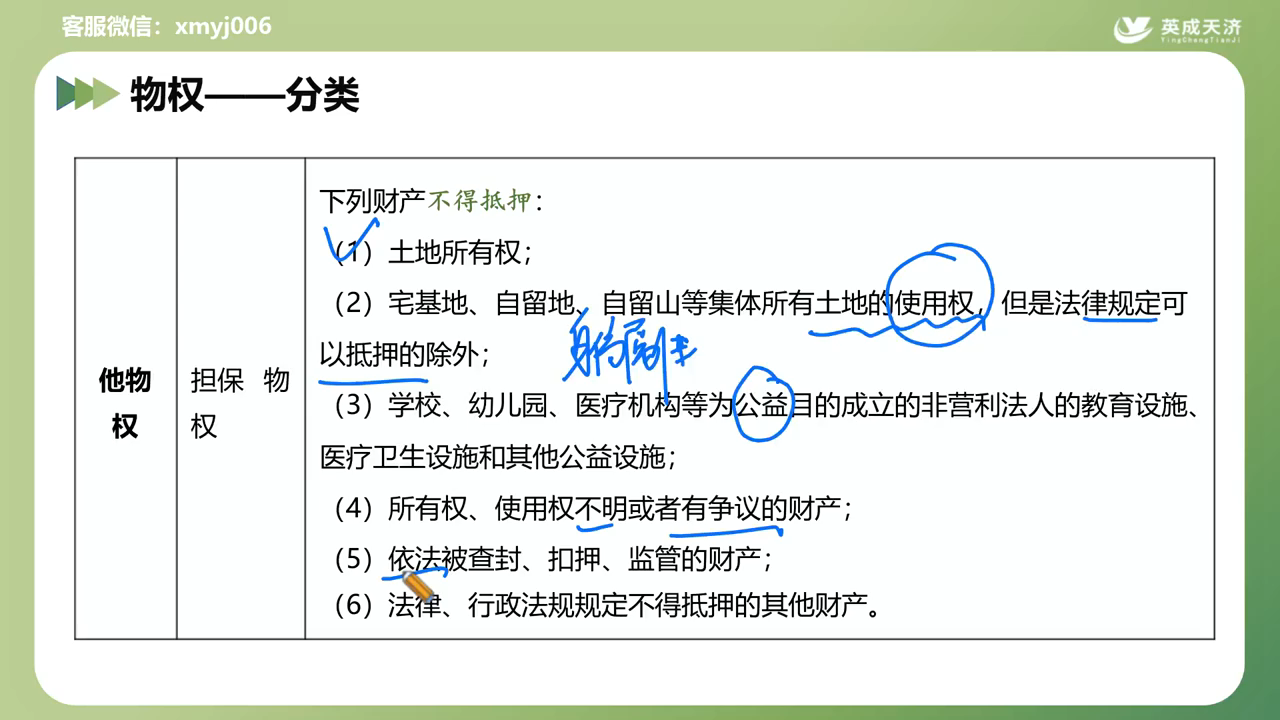 客服微信：xmyj006
英成天济
YingChengTianJi
物权——分类
他物权
担保 物权
下列财产不得抵押：
（1）土地所有权；
（2）宅基地、自留地、自留山等集体所有土地的使用权，但是法律规定可
以抵押的除外；
（3）学校、幼儿园、医疗机构等为公益目的成立的非营利法人的教育设施、
医疗卫生设施和其他公益设施；
（4）所有权、使用权不明或者有争议的财产；
（5）依法被查封、扣押、监管的财产；
（6）法律、行政法规规定不得抵押的其他财产。